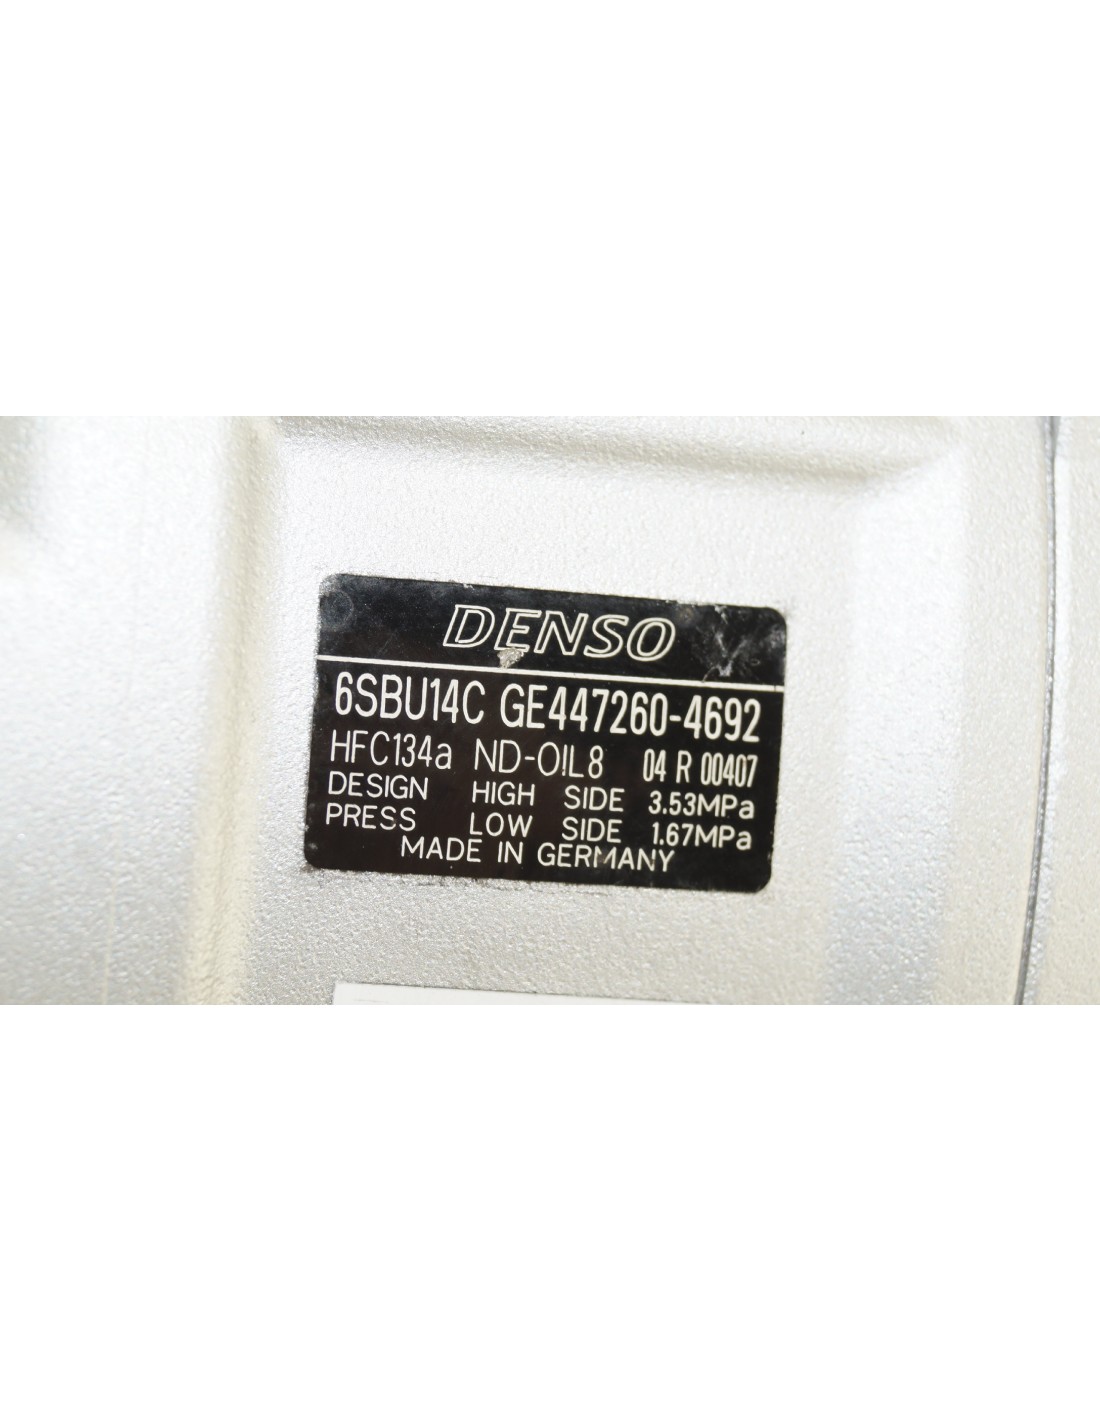 DENSO
6SBU14C GE447260-4692
HFC134a ND-OIL8 04 R 00407
DESIGN HIGH SIDE 3.53MPa
PRESS LOW SIDE 1.67MPa
MADE IN GERMANY